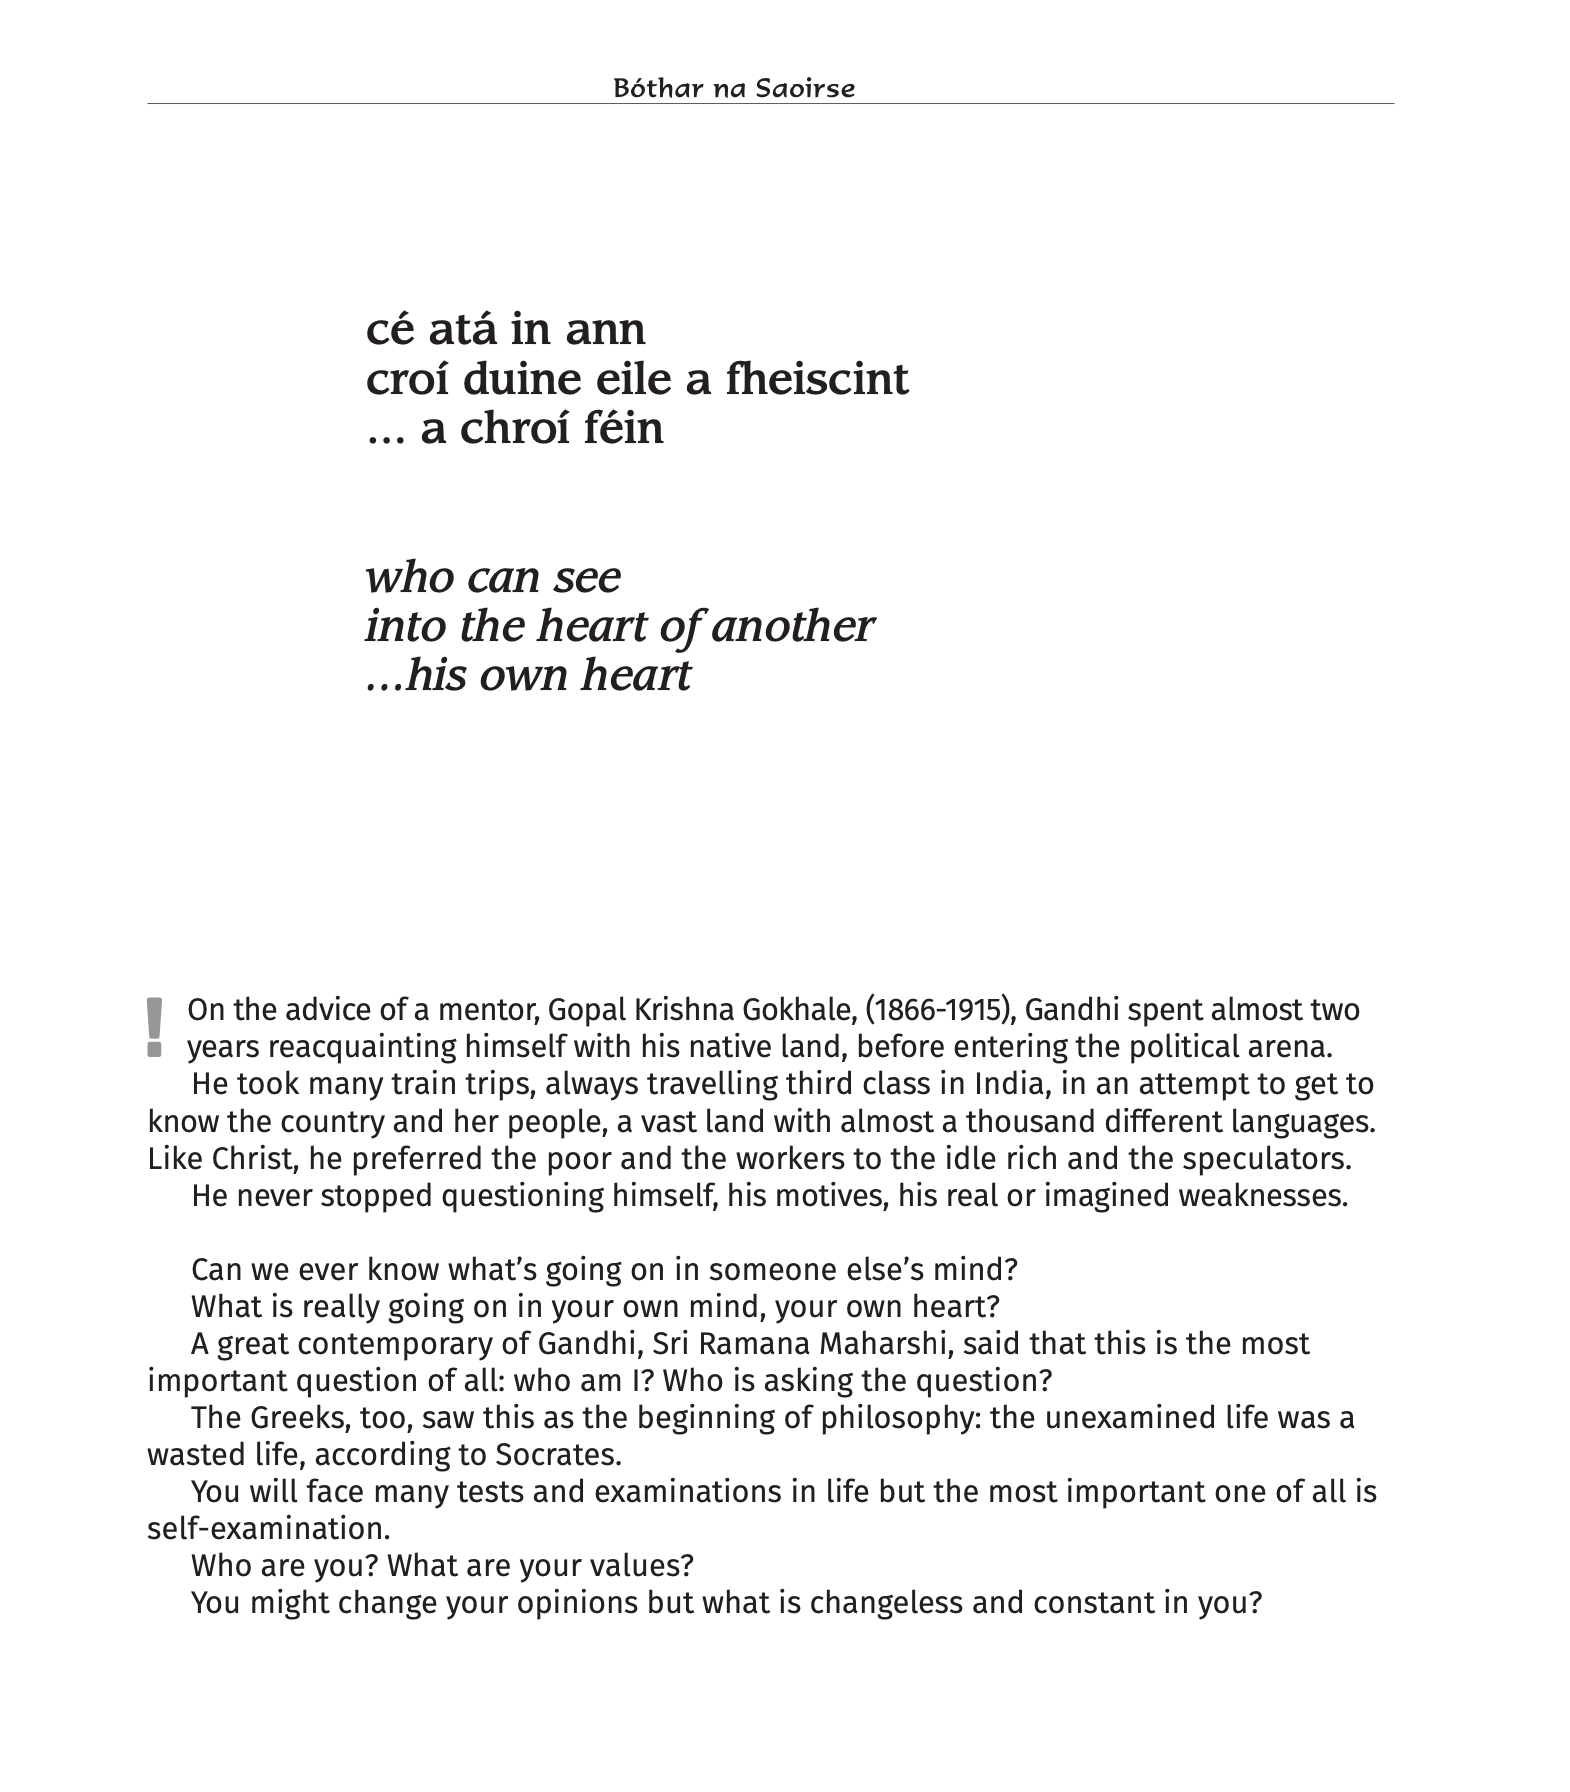 Bóthar na Saoirse
cé atá in ann
croí duine eile a fheiscint
... a chroí féin
who can see
into the heart of another
...his own heart
! On the advice of a mentor, Gopal Krishna Gokhale, (1866-1915), Gandhi spent almost two
years reacquainting himself with his native land, before entering the political arena.
He took many train trips, always travelling third class in India, in an attempt to get to
know the country and her people, a vast land with almost a thousand different languages.
Like Christ, he preferred the poor and the workers to the idle rich and the speculators.
He never stopped questioning himself, his motives, his real or imagined weaknesses.
Can we ever know what’s going on in someone else’s mind?
What is really going on in your own mind, your own heart?
A great contemporary of Gandhi, Sri Ramana Maharshi, said that this is the most
important question of all: who am I? Who is asking the question?
The Greeks, too, saw this as the beginning of philosophy: the unexamined life was a
wasted life, according to Socrates.
You will face many tests and examinations in life but the most important one of all is
self-examination.
Who are you? What are your values?
You might change your opinions but what is changeless and constant in you?